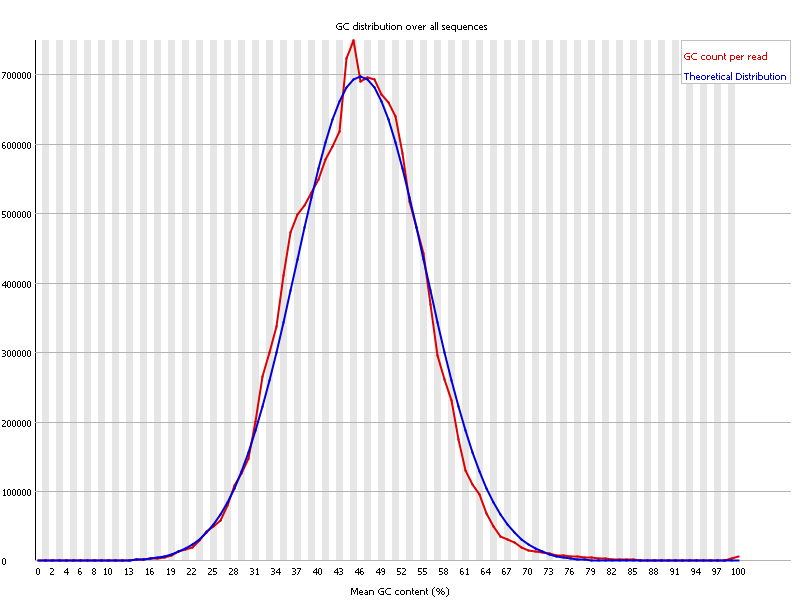 GC distribution over all sequences
GC count per read
Theoretical Distribution
700000
600000
500000
400000
300000
200000
100000
0
0 2 4 6 8 10 13 16 19 22 25 28 31 34 37 40 43 46 49 52 55 58 61 64 67 70 73 76 79 82 85 88 91 94 97 100
Mean GC content (%)